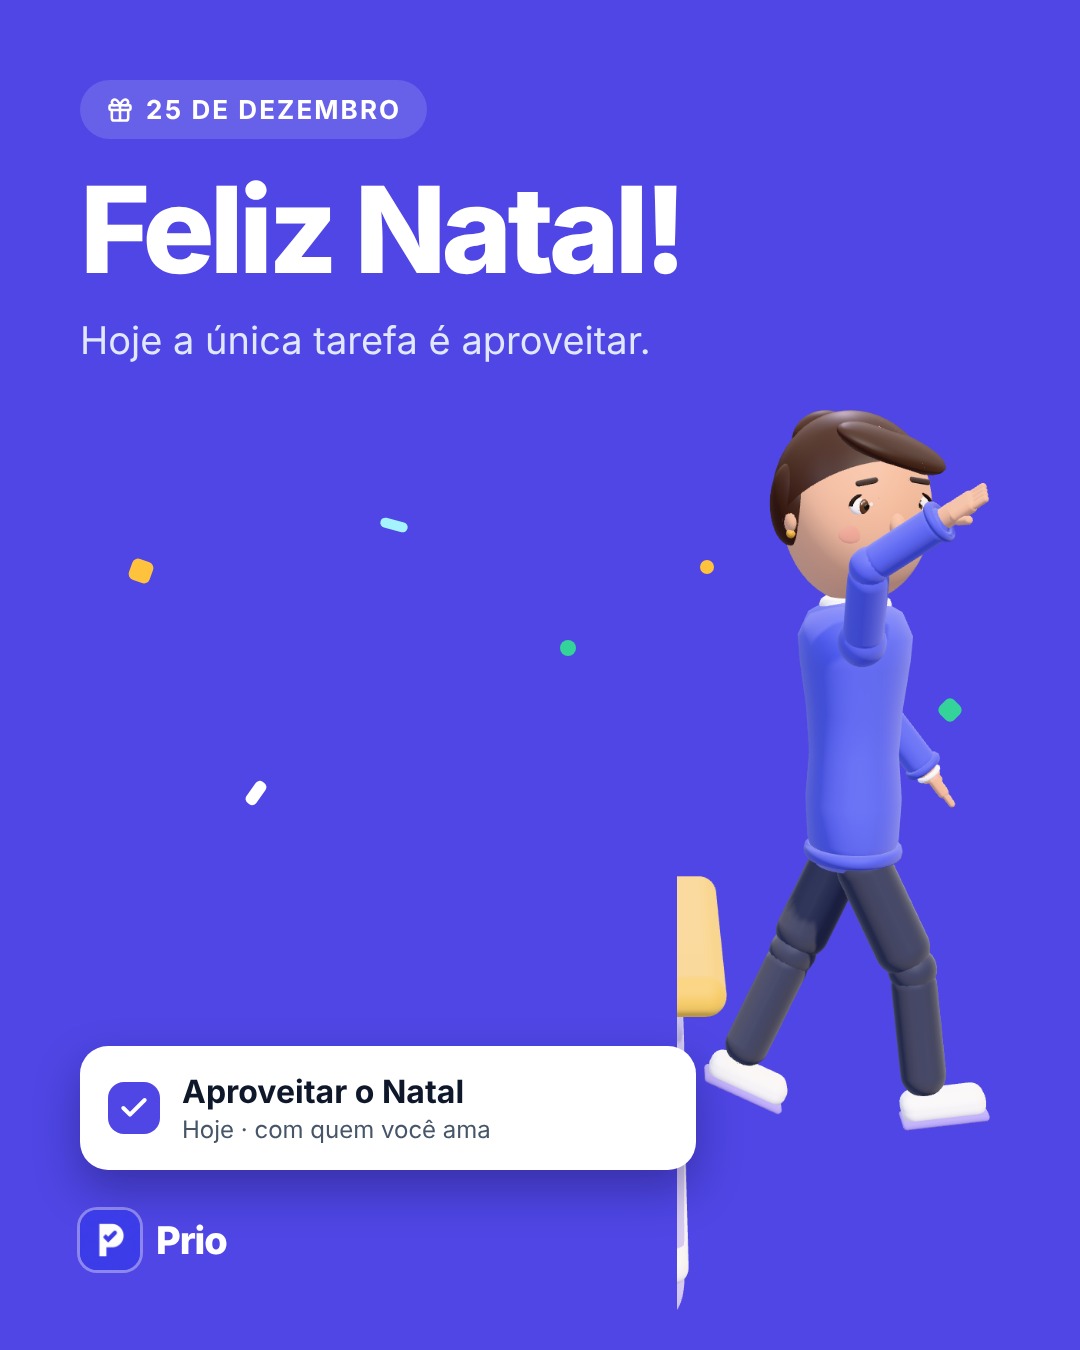 25 DE DEZEMBRO
Feliz Natal!
Hoje a única tarefa é aproveitar.
Aproveitar o Natal
Hoje · com quem você ama
Prio